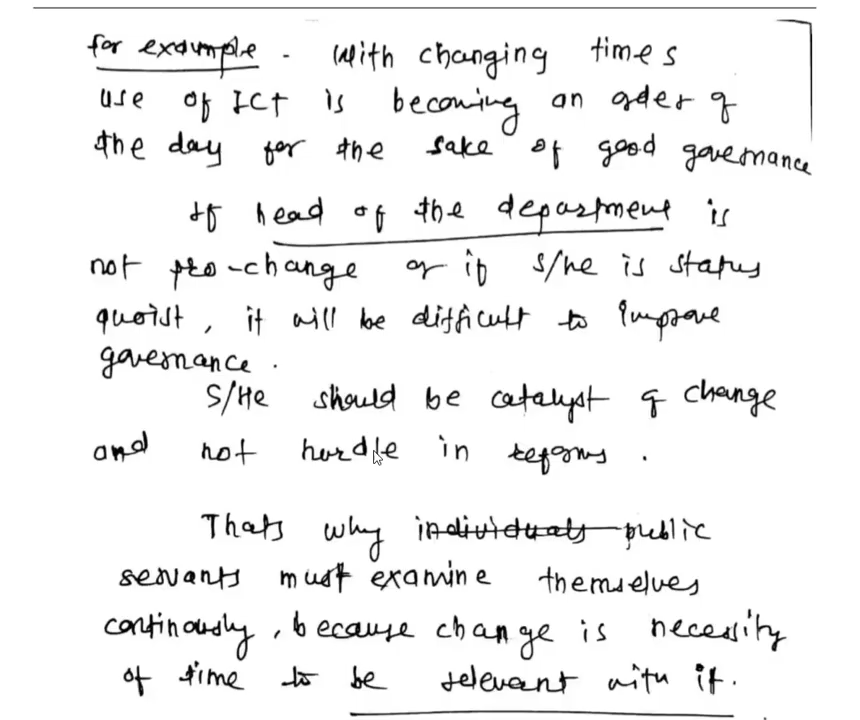 for example - With changing times
use of ICT is becoming an order of
the day for the sake of good governance
If head of the department is
not pro-change or if s/he is status
quoist, it will be difficult to improve
governance.
S/He should be catalyst of change
and not hurdle in reforms.
Thats why individuals public
servants must examine themselves
continously, because change is necessity
of time to be relevant with it.